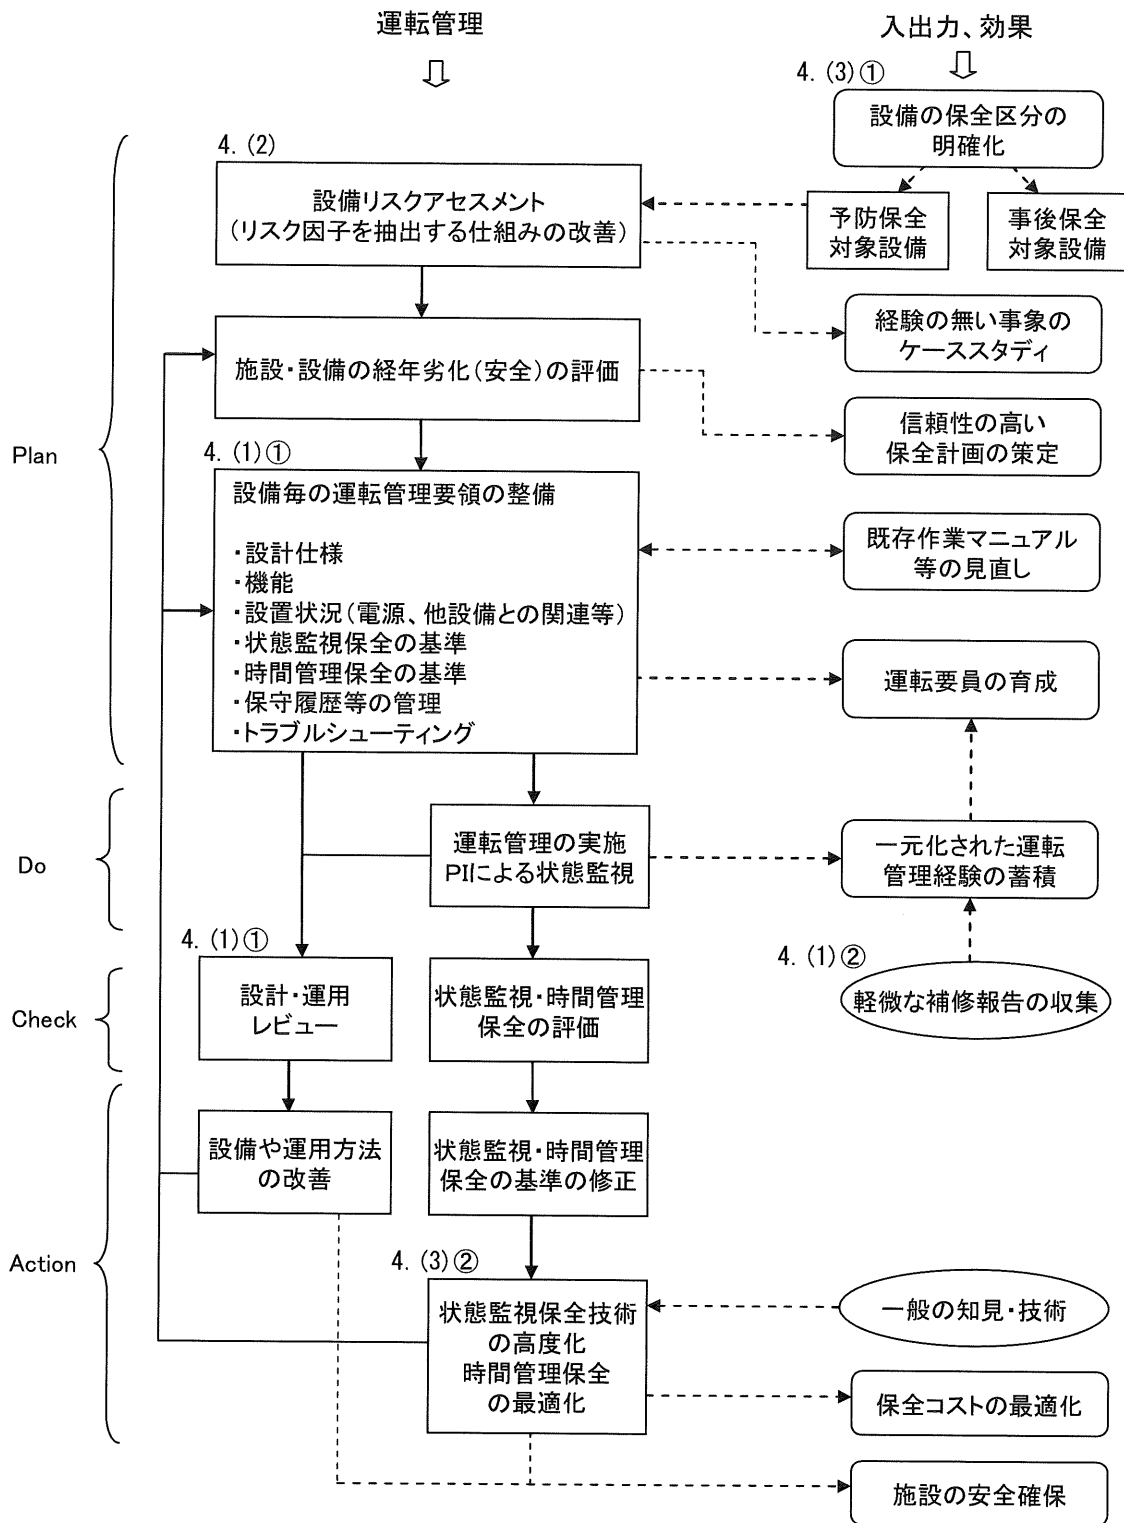 運転管理
入出力、効果
4. (3)①
設備の保全区分の
明確化
予防保全
対象設備
事後保全
対象設備
Plan
4. (2)
設備リスクアセスメント
(リスク因子を抽出する仕組みの改善)
経験の無い事象の
ケーススタディ
施設・設備の経年劣化(安全)の評価
信頼性の高い
保全計画の策定
4. (1)①
設備毎の運転管理要領の整備
・設計仕様
・機能
・設置状況(電源、他設備との関連等)
・状態監視保全の基準
・時間管理保全の基準
・保守履歴等の管理
・トラブルシューティング
既存作業マニュアル
等の見直し
運転要員の育成
Do
運転管理の実施
PIによる状態監視
一元化された運転
管理経験の蓄積
4. (1)②
軽微な補修報告の収集
Check
4. (1)①
設計・運用
レビュー
状態監視・時間管理
保全の評価
Action
設備や運用方法
の改善
状態監視・時間管理
保全の基準の修正
4. (3)②
状態監視保全技術
の高度化
時間管理保全
の最適化
一般の知見・技術
保全コストの最適化
施設の安全確保